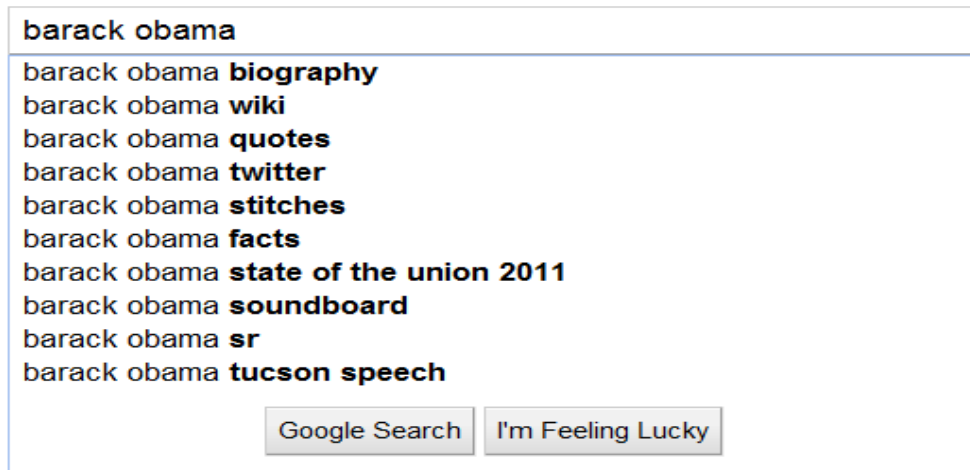 barack obama
barack obama biography
barack obama wiki
barack obama quotes
barack obama twitter
barack obama stitches
barack obama facts
barack obama state of the union 2011
barack obama soundboard
barack obama sr
barack obama tucson speech
Google Search I'm Feeling Lucky